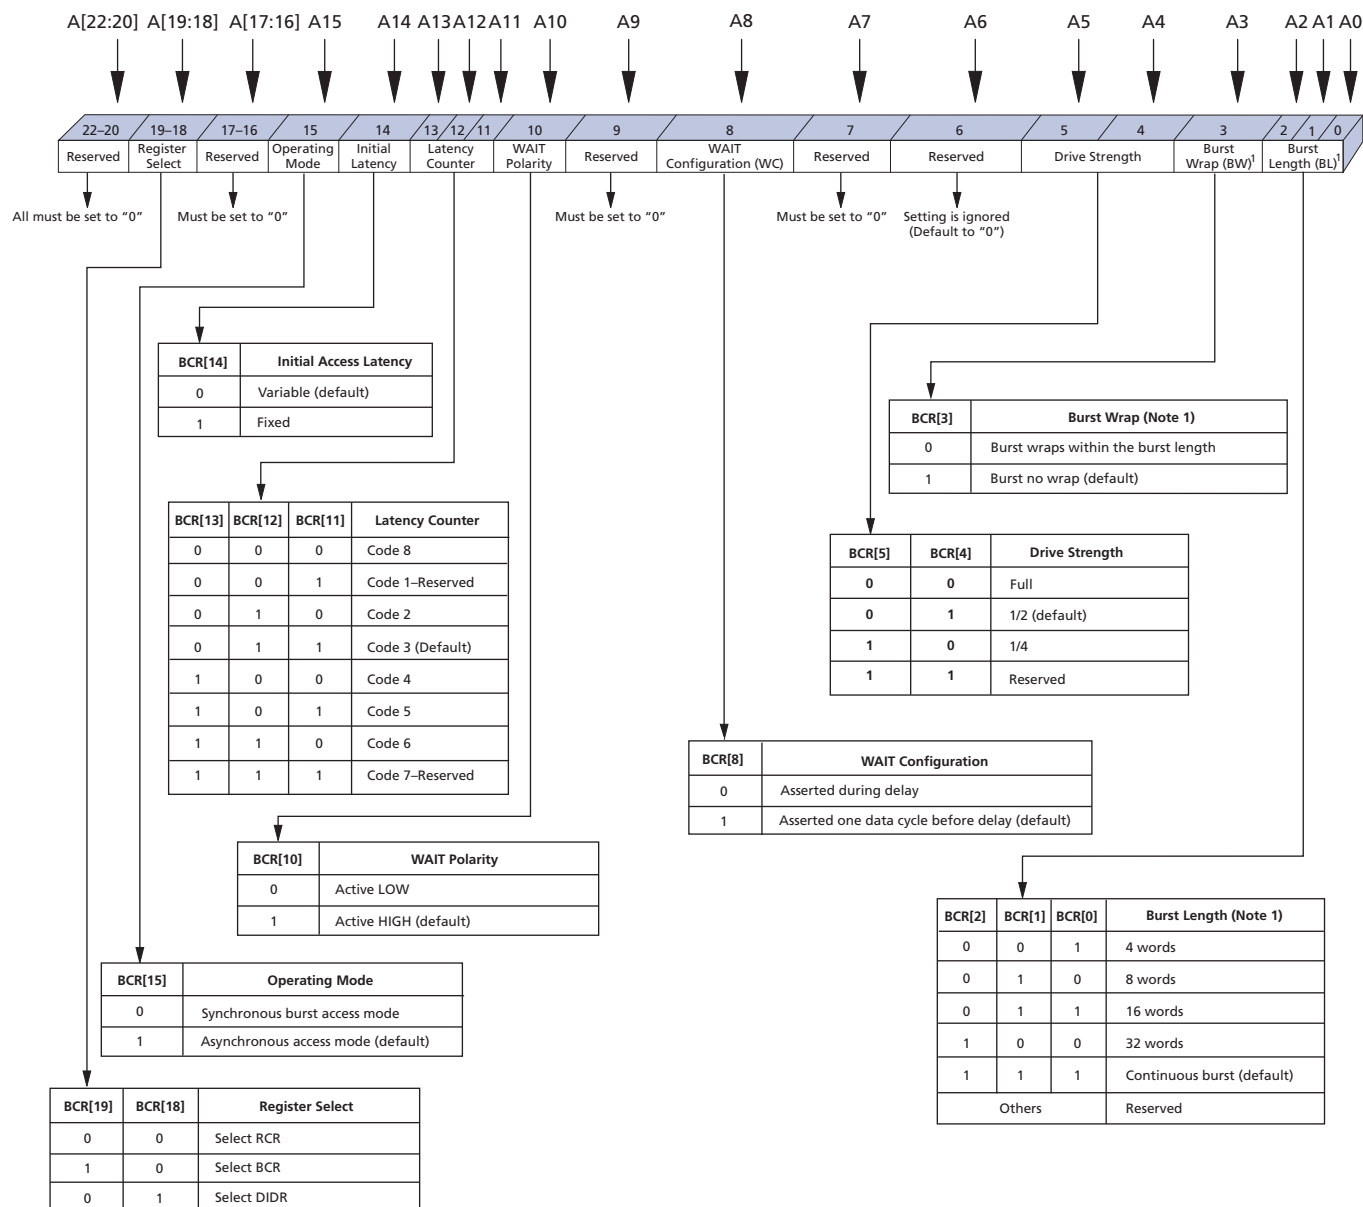 A[22:20] A[19:18] A[17:16] A15 A14 A13 A12 A11 A10 A9 A8 A7 A6 A5 A4 A3 A2 A1 A0
22–20 19–18 17–16 15 14 13 12 11 10 9 8 7 6 5 4 3 2 1 0
Reserved
Register
Select
Reserved
Operating
Mode
Initial
Latency
Latency
Counter
WAIT
Polarity
Reserved
WAIT
Configuration (WC)
Reserved
Reserved
Drive Strength
Burst
Wrap (BW)1
Burst
Length (BL)1
All must be set to “0”
Must be set to “0”
Must be set to “0”
Must be set to “0”
Setting is ignored
(Default to “0”)
BCR[14] Initial Access Latency
0 Variable (default)
1 Fixed
BCR[3] Burst Wrap (Note 1)
0 Burst wraps within the burst length
1 Burst no wrap (default)
BCR[13] BCR[12] BCR[11] Latency Counter
0 0 0 Code 8
0 0 1 Code 1–Reserved
0 1 0 Code 2
0 1 1 Code 3 (Default)
1 0 0 Code 4
1 0 1 Code 5
1 1 0 Code 6
1 1 1 Code 7–Reserved
BCR[5] BCR[4] Drive Strength
0 0 Full
0 1 1/2 (default)
1 0 1/4
1 1 Reserved
BCR[8] WAIT Configuration
0 Asserted during delay
1 Asserted one data cycle before delay (default)
BCR[10] WAIT Polarity
0 Active LOW
1 Active HIGH (default)
BCR[2] BCR[1] BCR[0] Burst Length (Note 1)
0 0 1 4 words
0 1 0 8 words
0 1 1 16 words
1 0 0 32 words
1 1 1 Continuous burst (default)
Others Reserved
BCR[15] Operating Mode
0 Synchronous burst access mode
1 Asynchronous access mode (default)
BCR[19] BCR[18] Register Select
0 0 Select RCR
1 0 Select BCR
0 1 Select DIDR